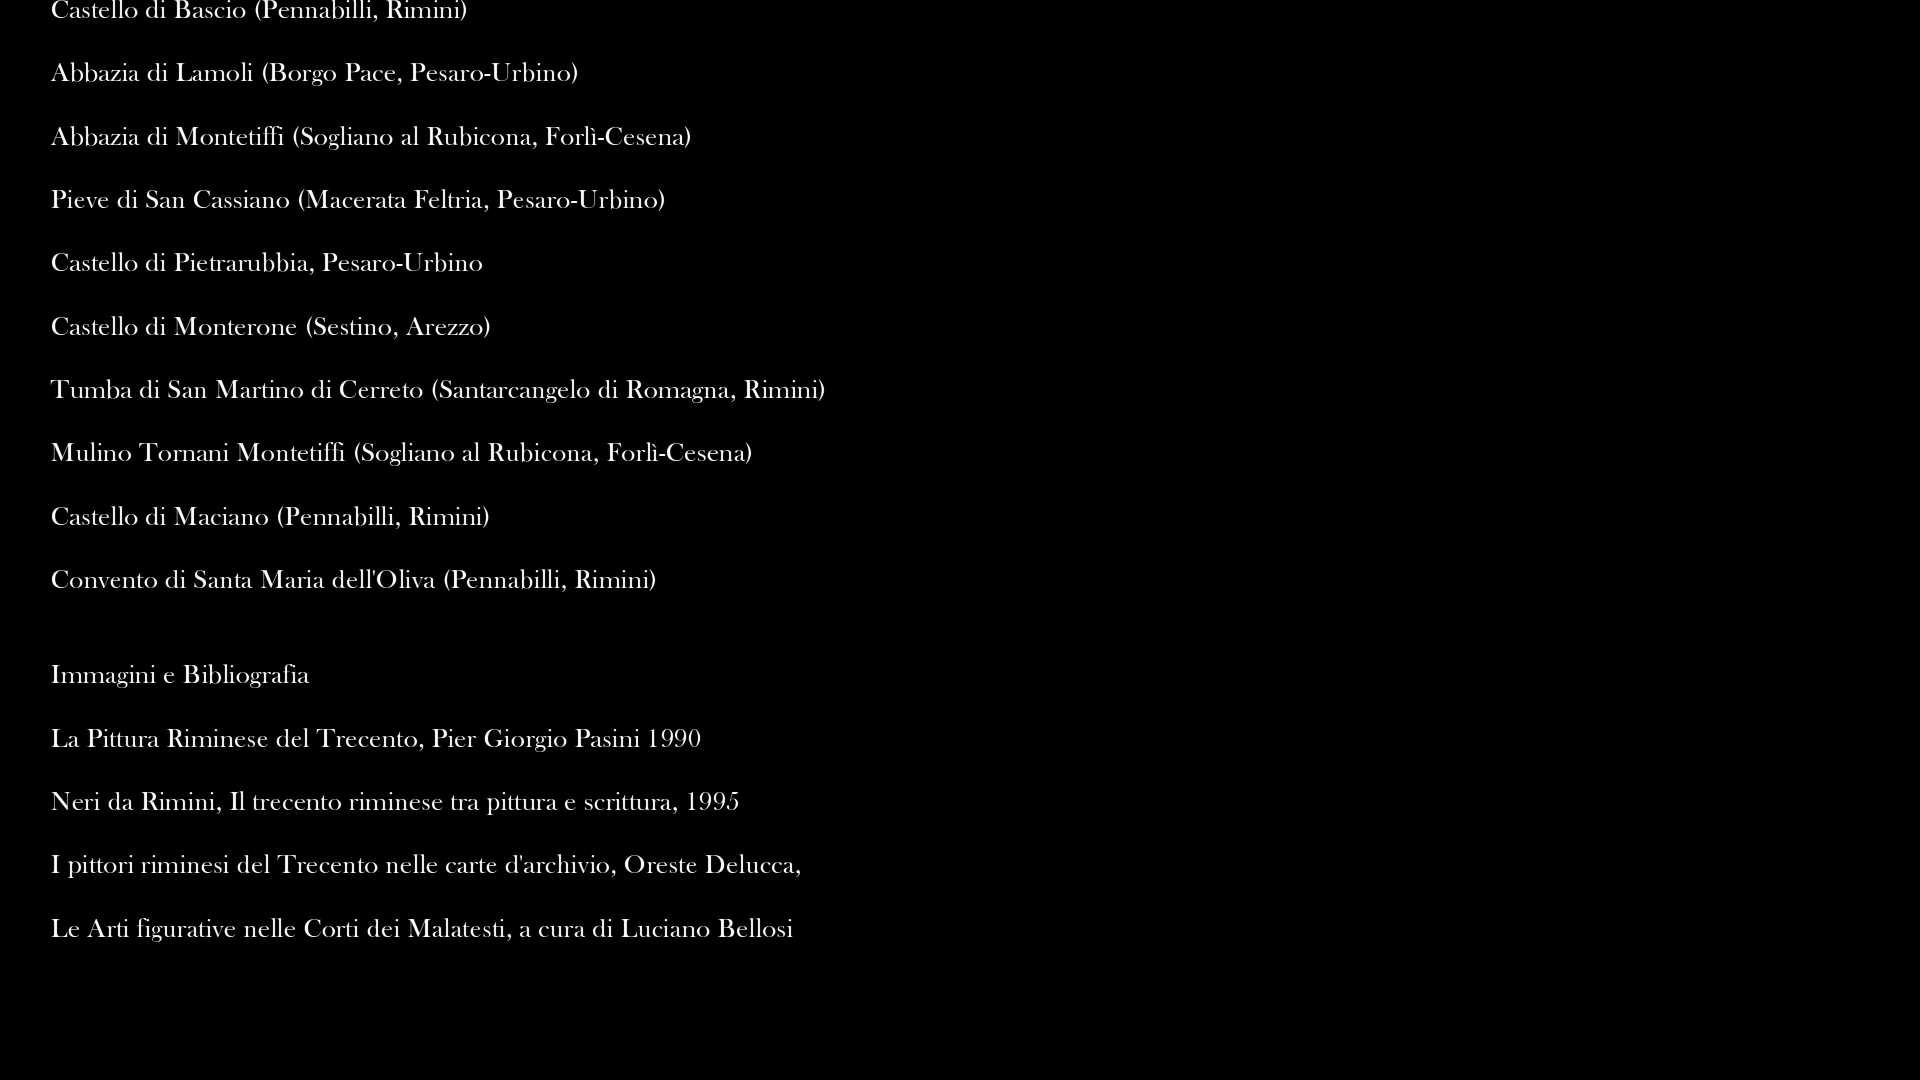 Castello di Bascio (Pennabilli, Rimini)
Abbazia di Lamoli (Borgo Pace, Pesaro-Urbino)
Abbazia di Montetiffi (Sogliano al Rubicona, Forlì-Cesena)
Pieve di San Cassiano (Macerata Feltria, Pesaro-Urbino)
Castello di Pietrarubbia, Pesaro-Urbino
Castello di Monterone (Sestino, Arezzo)
Tumba di San Martino di Cerreto (Santarcangelo di Romagna, Rimini)
Mulino Tornani Montetiffi (Sogliano al Rubicona, Forlì-Cesena)
Castello di Maciano (Pennabilli, Rimini)
Convento di Santa Maria dell'Oliva (Pennabilli, Rimini)
Immagini e Bibliografia
La Pittura Riminese del Trecento, Pier Giorgio Pasini 1990
Neri da Rimini, Il trecento riminese tra pittura e scrittura, 1995
I pittori riminesi del Trecento nelle carte d'archivio, Oreste Delucca,
Le Arti figurative nelle Corti dei Malatesti, a cura di Luciano Bellosi